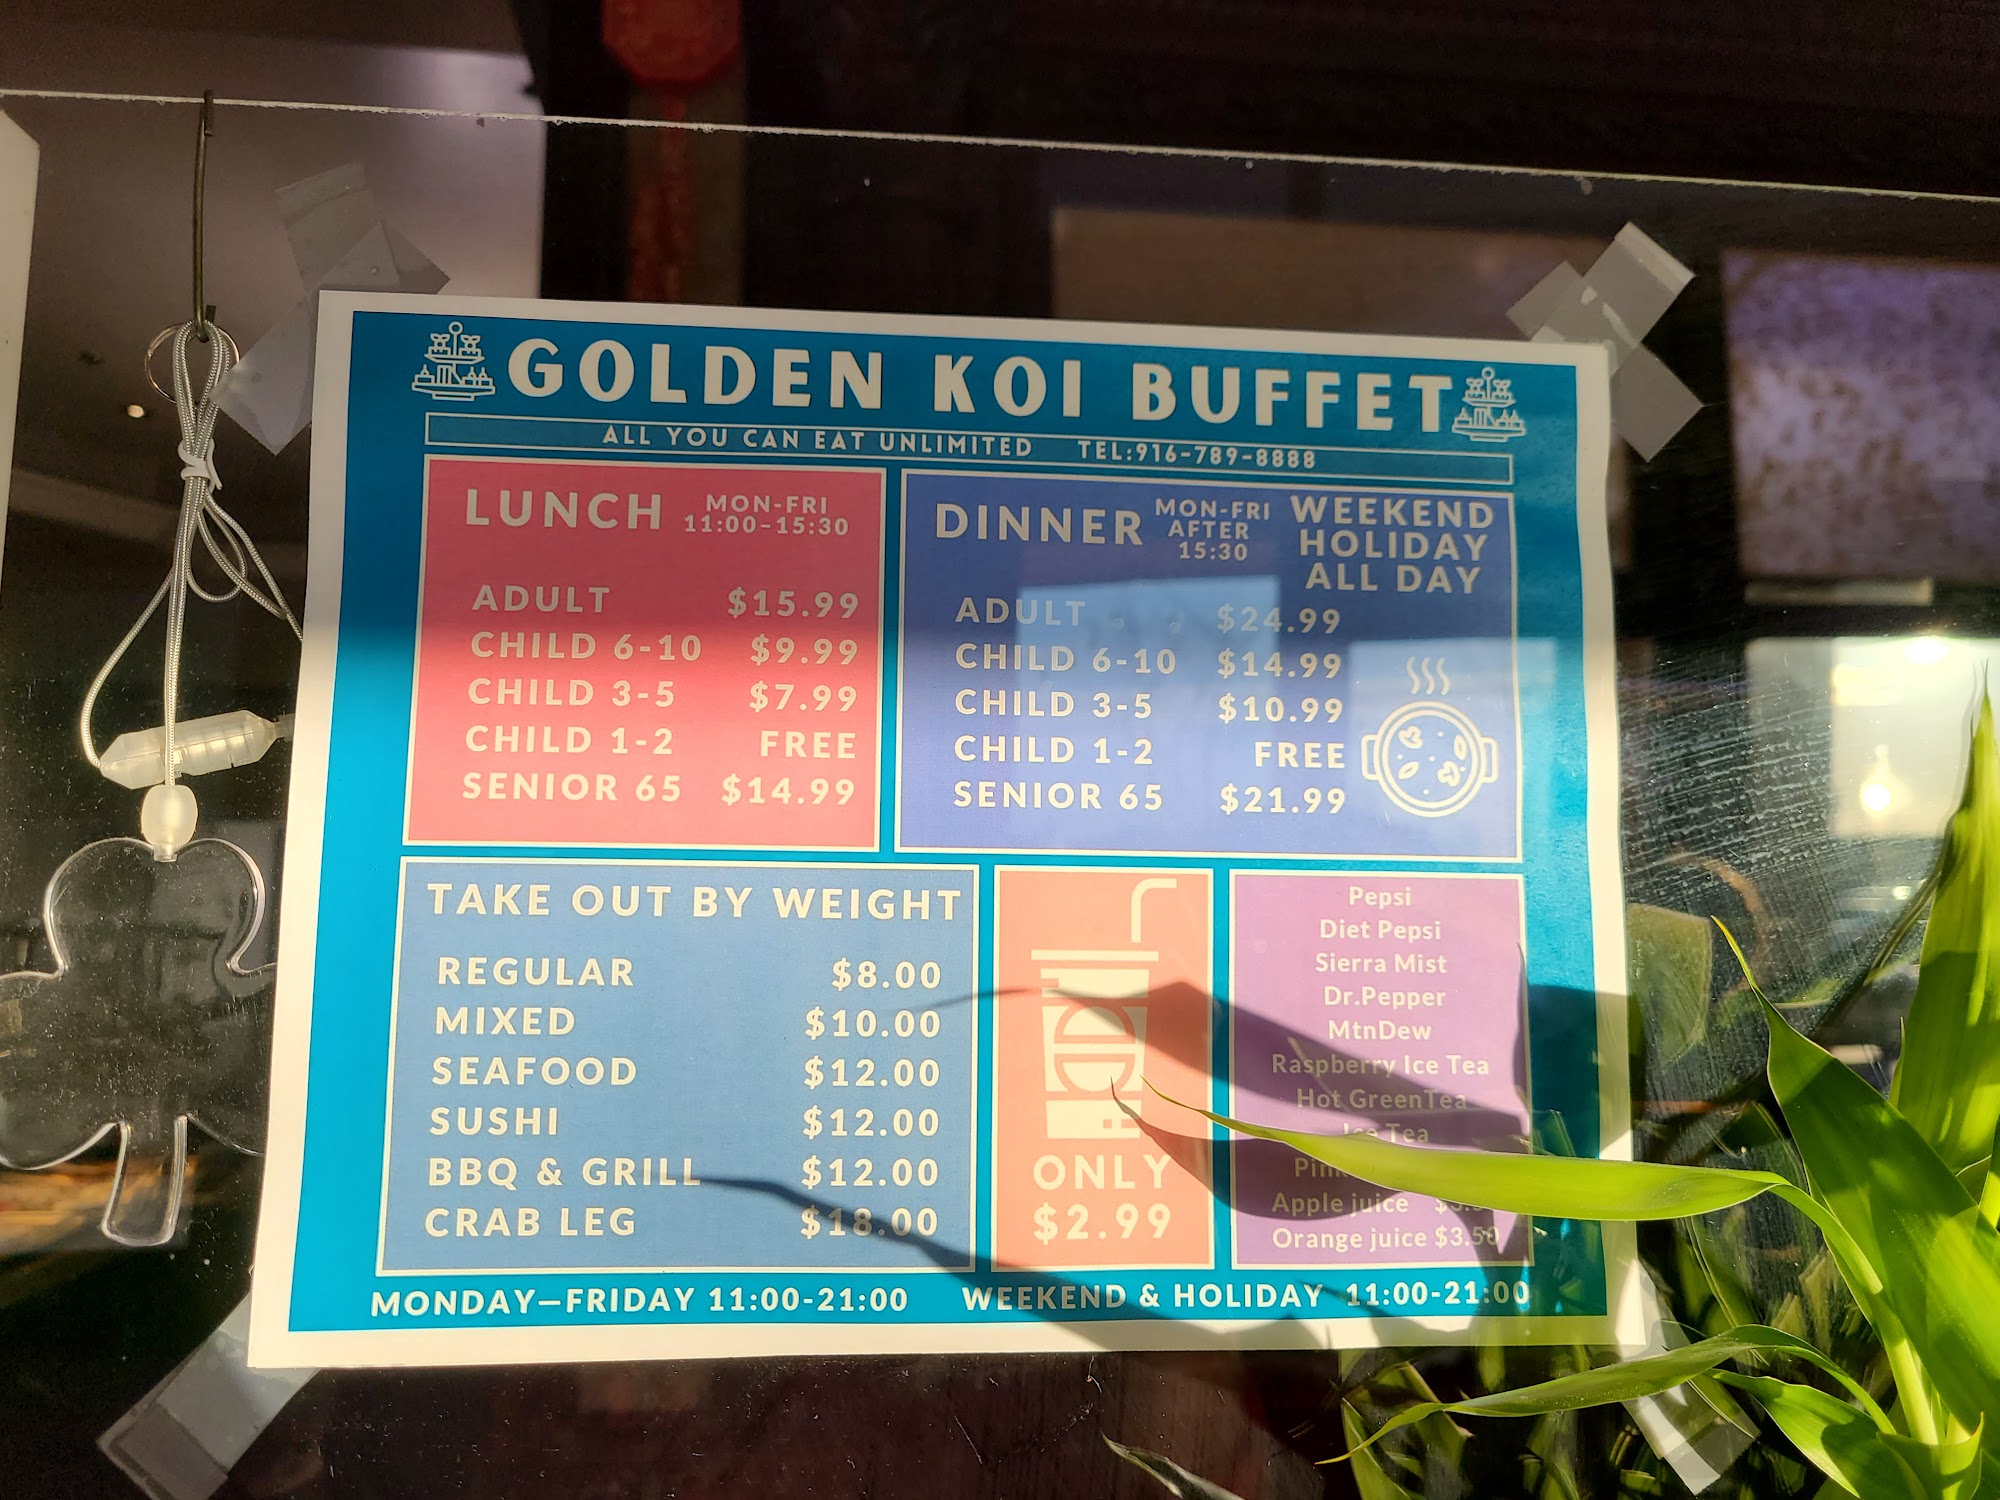 GOLDEN KOI BUFFET
ALL YOU CAN EAT UNLIMITED TEL:916-789-8888
LUNCH MON-FRI
11:00-15:30
ADULT $15.99
CHILD 6-10 $9.99
CHILD 3-5 $7.99
CHILD 1-2 FREE
SENIOR 65 $14.99
DINNER MON-FRI
AFTER
15:30
WEEKEND
HOLIDAY
ALL DAY
ADULT $24.99
CHILD 6-10 $14.99
CHILD 3-5 $10.99
CHILD 1-2 FREE
SENIOR 65 $21.99
TAKE OUT BY WEIGHT
REGULAR $8.00
MIXED $10.00
SEAFOOD $12.00
SUSHI $12.00
BBQ & GRILL $12.00
CRAB LEG $18.00
ONLY
$2.99
Pepsi
Diet Pepsi
Sierra Mist
Dr.Pepper
MtnDew
Raspberry Ice Tea
Hot GreenTea
Ice Tea
Apple juice
Orange juice $3.50
MONDAY—FRIDAY 11:00-21:00 WEEKEND & HOLIDAY 11:00-21:00